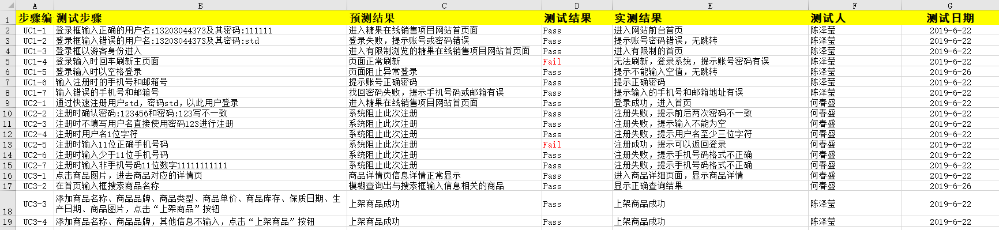 A B C D E F G
1 步骤编 测试步骤 预测结果 测试结果 实测结果 测试人 测试日期
2 UC1-1 登录框输入正确的用户名:13203044373及其密码:111111 进入糖果在线销售项目网站首页面 Pass 进入网站前台首页 陈泽莹 2019-6-22
3 UC1-2 登录框输入错误的用户名:13203044373及其密码:std 登录失败，提示账号或密码错误 Pass 提示账号密码错误，无跳转 陈泽莹 2019-6-22
4 UC1-3 登录框以游客身份进入 进入有限制浏览的糖果在线销售项目网站首页面 Pass 进入有限制的首页 陈泽莹 2019-6-22
5 UC1-4 登录输入时回车刷新主页面 页面正常刷新 Fail 无法刷新，登录系统，提示账号密码有误 陈泽莹 2019-6-22
6 UC1-5 登录输入时以空格登录 页面阻止异常登录 Pass 提示不能输入空值，无跳转 陈泽莹 2019-6-26
7 UC1-6 输入注册时的手机号和邮箱号 提示账号正确密码 Pass 提示正确密码 陈泽莹 2019-6-22
8 UC1-7 输入错误的手机号和邮箱号 找回密码失败，提示手机号码或邮箱有误 Pass 提示输入的手机号和邮箱地址有误 陈泽莹 2019-6-22
9 UC2-1 通过快速注册用户std，密码std，以此用户登录 进入糖果在线销售项目网站首页面 Pass 登录成功，进入首页 何春盛 2019-6-22
10 UC2-2 注册时确认密码:123456和密码:123写不一致 系统阻止此次注册 Pass 注册失败，提示前后两次密码不一致 何春盛 2019-6-22
11 UC2-3 注册时不填写用户名直接使用密码123进行注册 系统阻止此次注册 Pass 注册失败，提示输入不能为空 何春盛 2019-6-22
12 UC2-4 注册时用户名1位字符 系统阻止此次注册 Pass 注册失败，提示用户名至少三位字符 何春盛 2019-6-22
13 UC2-5 注册时输入11位正确手机号码 系统阻止此次注册 Fail 注册成功，提示可以返回登录 何春盛 2019-6-22
14 UC2-6 注册时输入少于11位手机号码 系统阻止此次注册 Pass 注册失败，提示手机号码格式不正确 何春盛 2019-6-22
15 UC2-7 注册时输入非手机号码11位数字11111111111 系统阻止此次注册 Pass 注册失败，提示手机号码格式不正确 何春盛 2019-6-22
16 UC3-1 点击商品图片，进去商品对应的详情页 商品详情页信息详情正常显示 Pass 进入商品详细页面，显示商品详情 何春盛 2019-6-22
17 UC3-2 在首页输入框搜索商品名称 模糊查询出与搜索框输入信息相关的商品 Pass 显示正确查询结果 何春盛 2019-6-26
18 UC3-3 添加商品名称、商品品牌、商品类型、商品单价、商品库存、保质日期、生
产日期、商品图片，点击“上架商品”按钮 上架商品成功 Pass 上架商品成功 陈泽莹 2019-6-22
19 UC3-4 添加商品名称、商品品牌，其他信息不输入，点击“上架商品”按钮 上架商品成功 Pass 上架商品成功 陈泽莹 2019-6-22